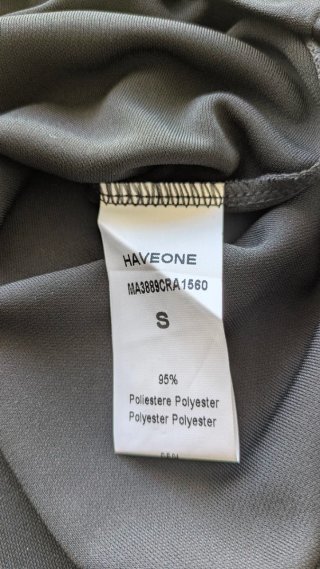 HAVEONE
MA3889CRA1560
S
95%
Poliestere Polyester
Polyester Polyester